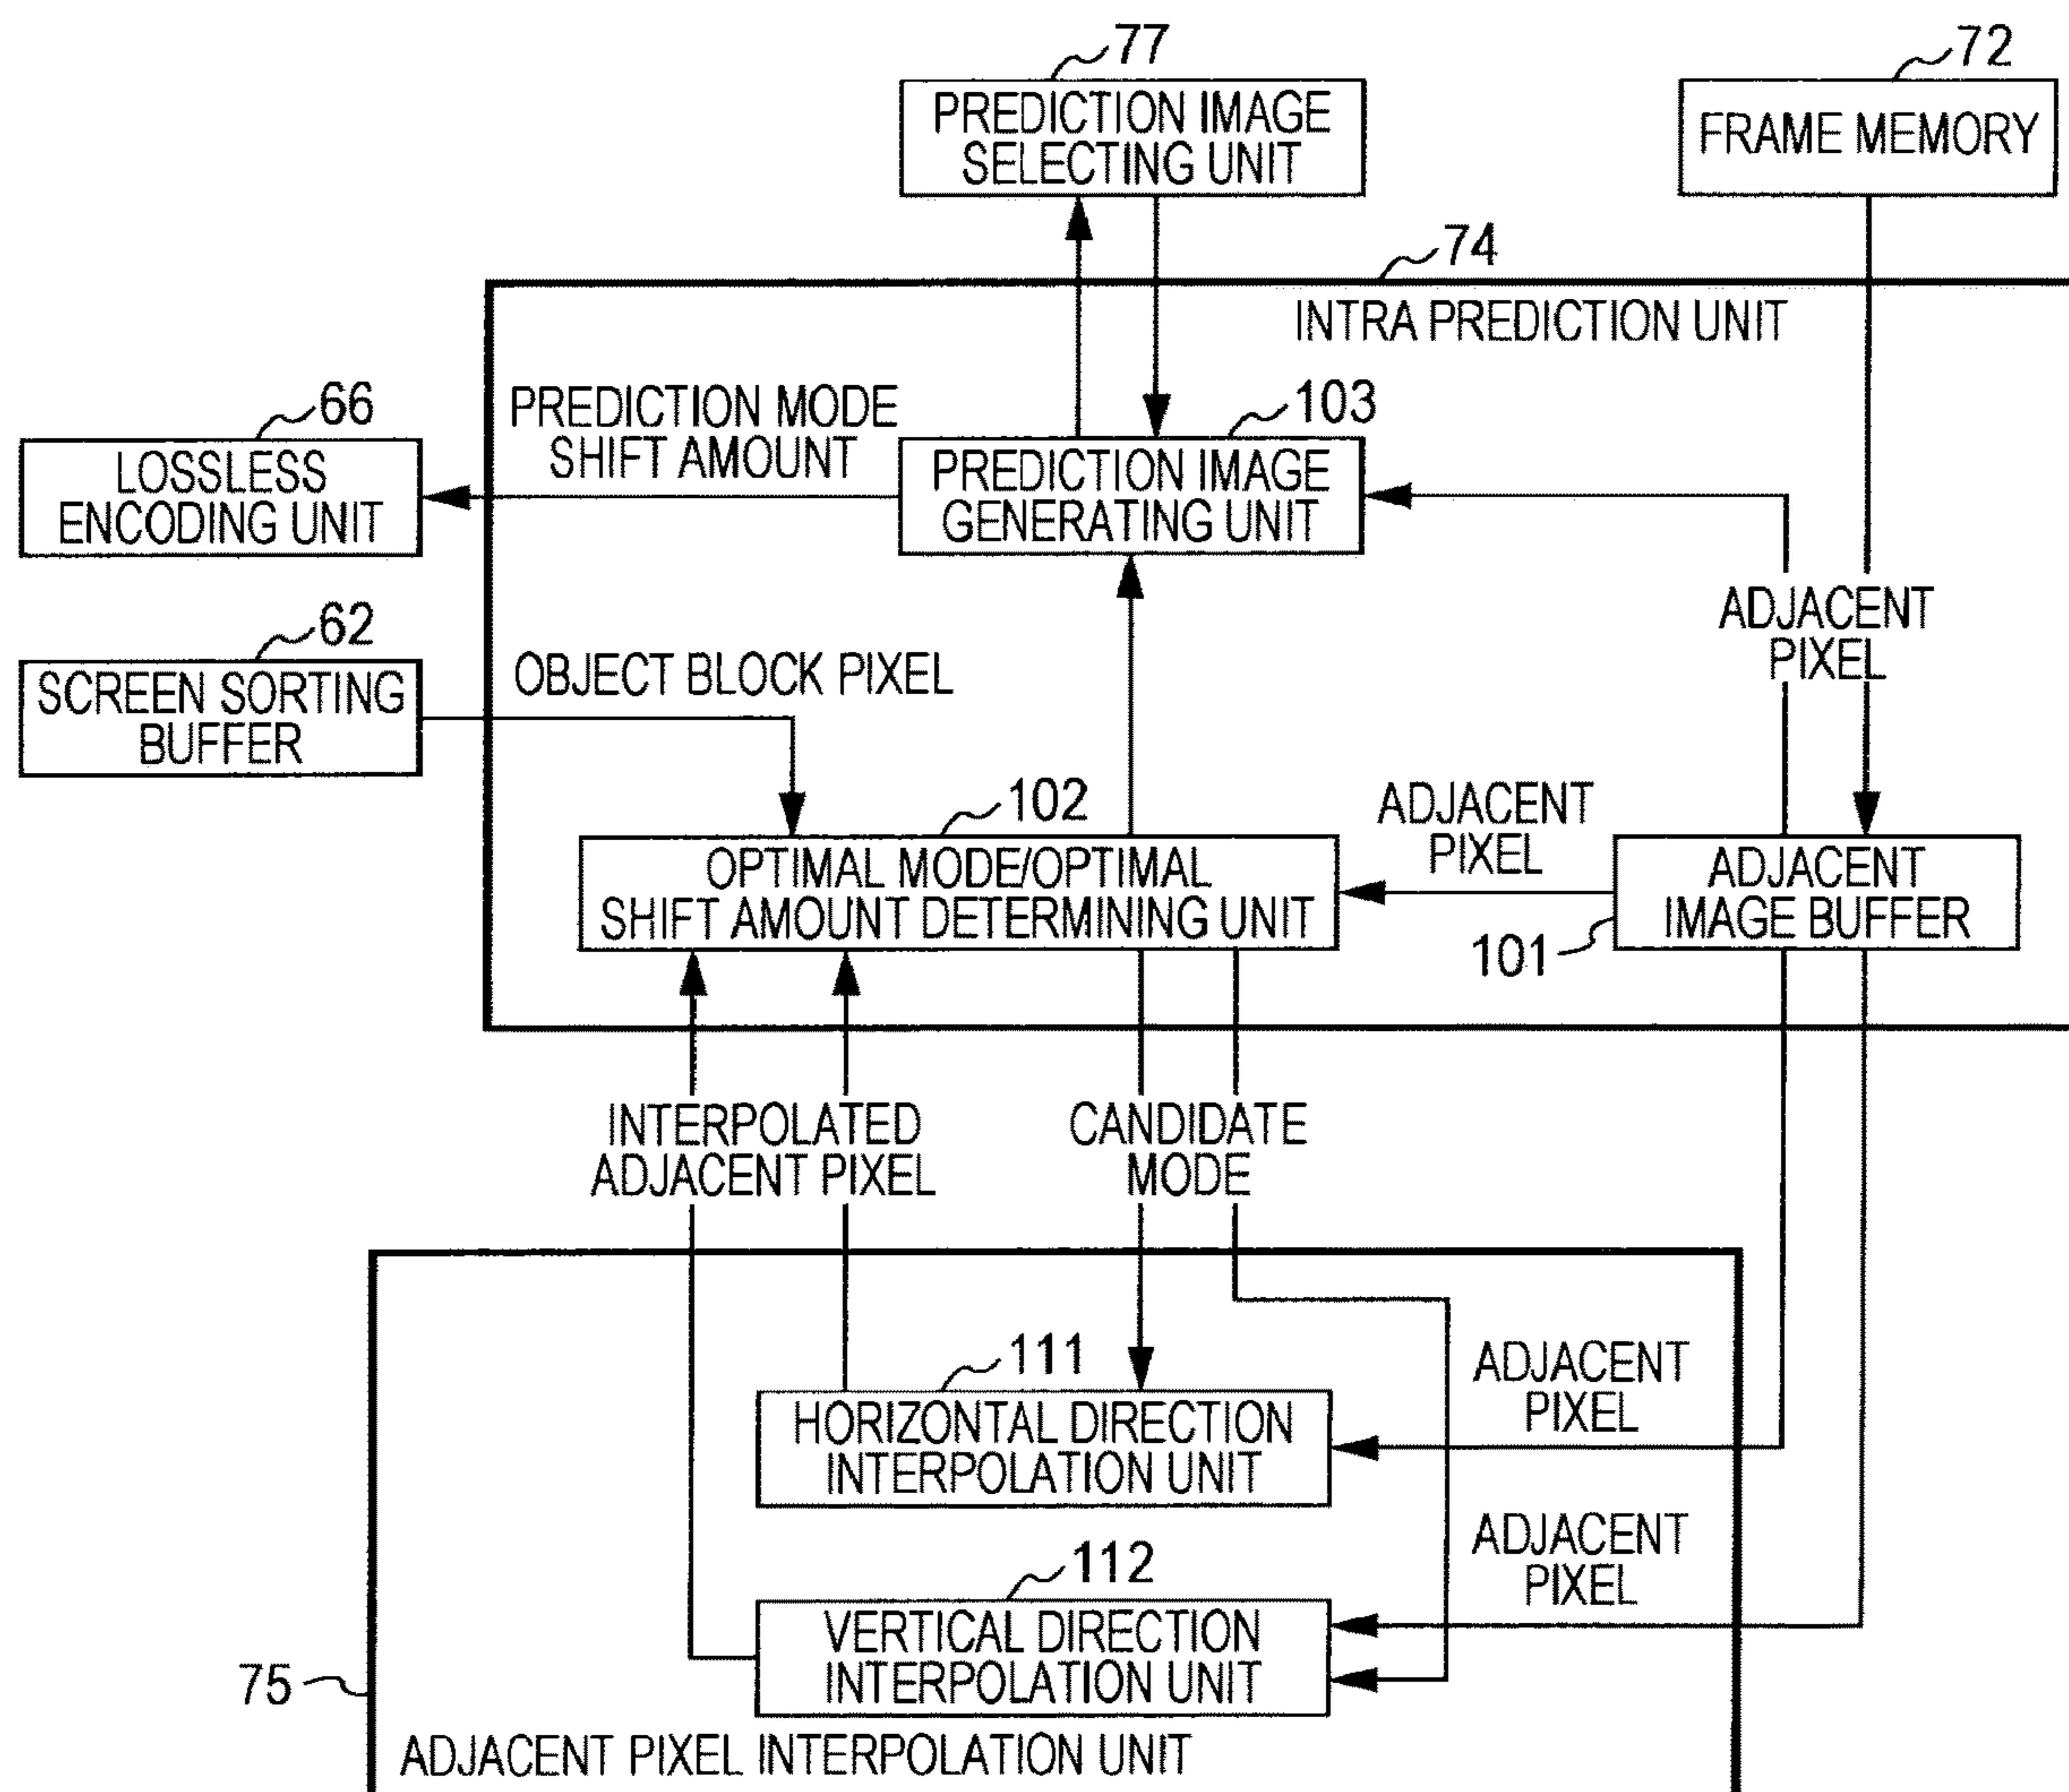 77
PREDICTION IMAGE
SELECTING UNIT
72
FRAME MEMORY
74
INTRA PREDICTION UNIT
66
LOSSLESS
ENCODING UNIT
PREDICTION MODE
SHIFT AMOUNT
103
PREDICTION IMAGE
GENERATING UNIT
ADJACENT
PIXEL
62
SCREEN SORTING
BUFFER
OBJECT BLOCK PIXEL
102
OPTIMAL MODE/OPTIMAL
SHIFT AMOUNT DETERMINING UNIT
ADJACENT
PIXEL
ADJACENT
IMAGE BUFFER
101
INTERPOLATED
ADJACENT PIXEL
CANDIDATE
MODE
111
HORIZONTAL DIRECTION
INTERPOLATION UNIT
ADJACENT
PIXEL
112
VERTICAL DIRECTION
INTERPOLATION UNIT
ADJACENT
PIXEL
75
ADJACENT PIXEL INTERPOLATION UNIT